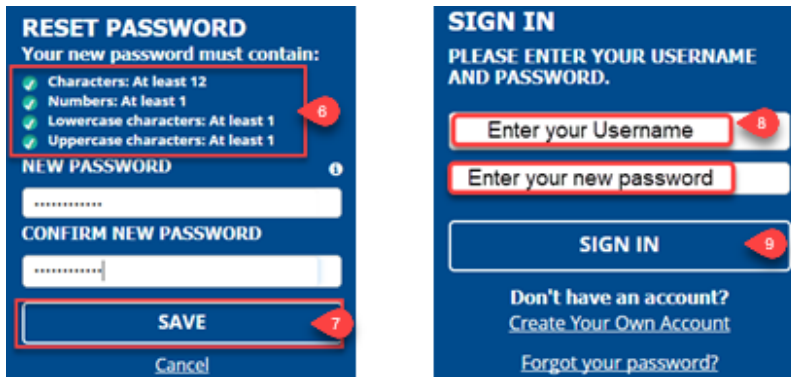 RESET PASSWORD
Your new password must contain:
Characters: At least 12
Numbers: At least 1
Lowercase characters: At least 1
Uppercase characters: At least 1
6
NEW PASSWORD
............
CONFIRM NEW PASSWORD
............
SAVE
7
Cancel
SIGN IN
PLEASE ENTER YOUR USERNAME
AND PASSWORD.
Enter your Username
8
Enter your new password
SIGN IN
9
Don't have an account?
Create Your Own Account
Forgot your password?